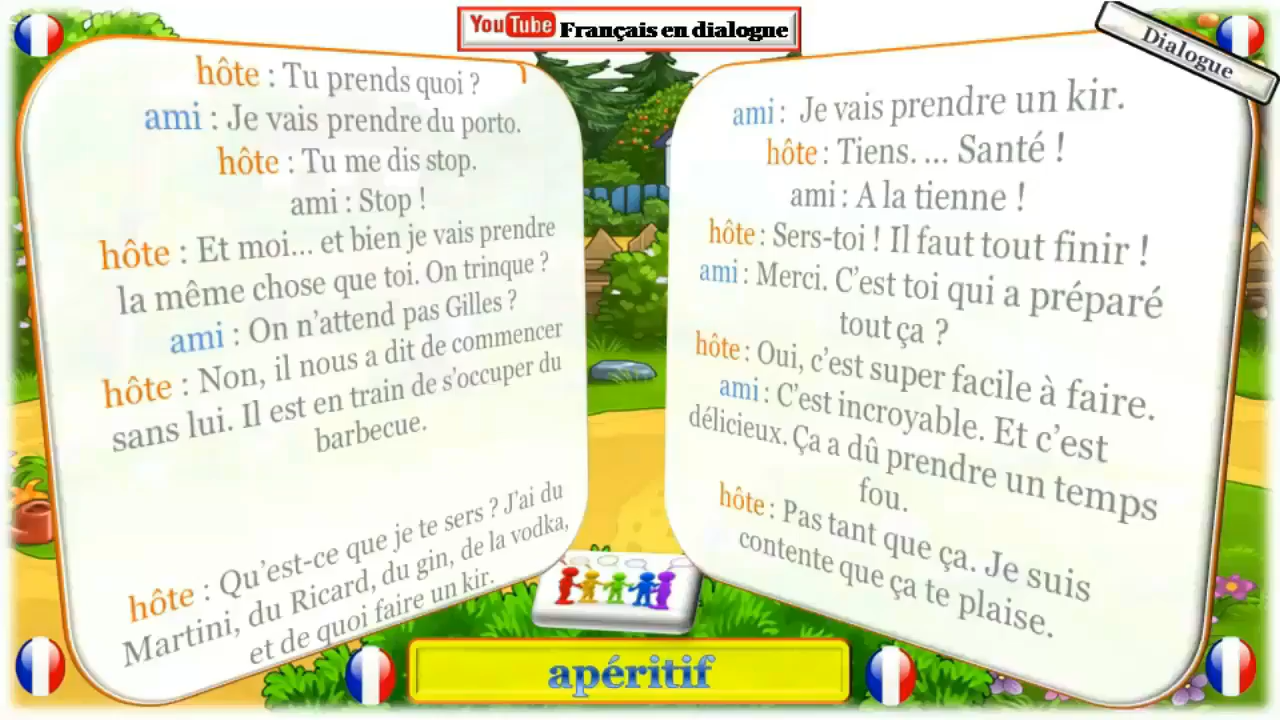 YouTube Français en dialogue
Dialogue
hôte : Tu prends quoi ?
ami : Je vais prendre du porto.
hôte : Tu me dis stop.
ami : Stop !
hôte : Et moi... et bien je vais prendre
la même chose que toi. On trinque ?
ami : On n’attend pas Gilles ?
hôte : Non, il nous a dit de commencer
sans lui. Il est en train de s’occuper du
barbecue.
hôte : Qu’est-ce que je te sers ? J’ai du
Martini, du Ricard, du gin, de la vodka,
et de quoi faire un kir.
ami : Je vais prendre un kir.
hôte : Tiens. ... Santé !
ami : A la tienne !
hôte : Sers-toi ! Il faut tout finir !
ami : Merci. C’est toi qui a préparé
tout ça ?
hôte : Oui, c’est super facile à faire.
ami : C’est incroyable. Et c’est
délicieux. Ça a dû prendre un temps
fou.
hôte : Pas tant que ça. Je suis
contente que ça te plaise.
apéritif